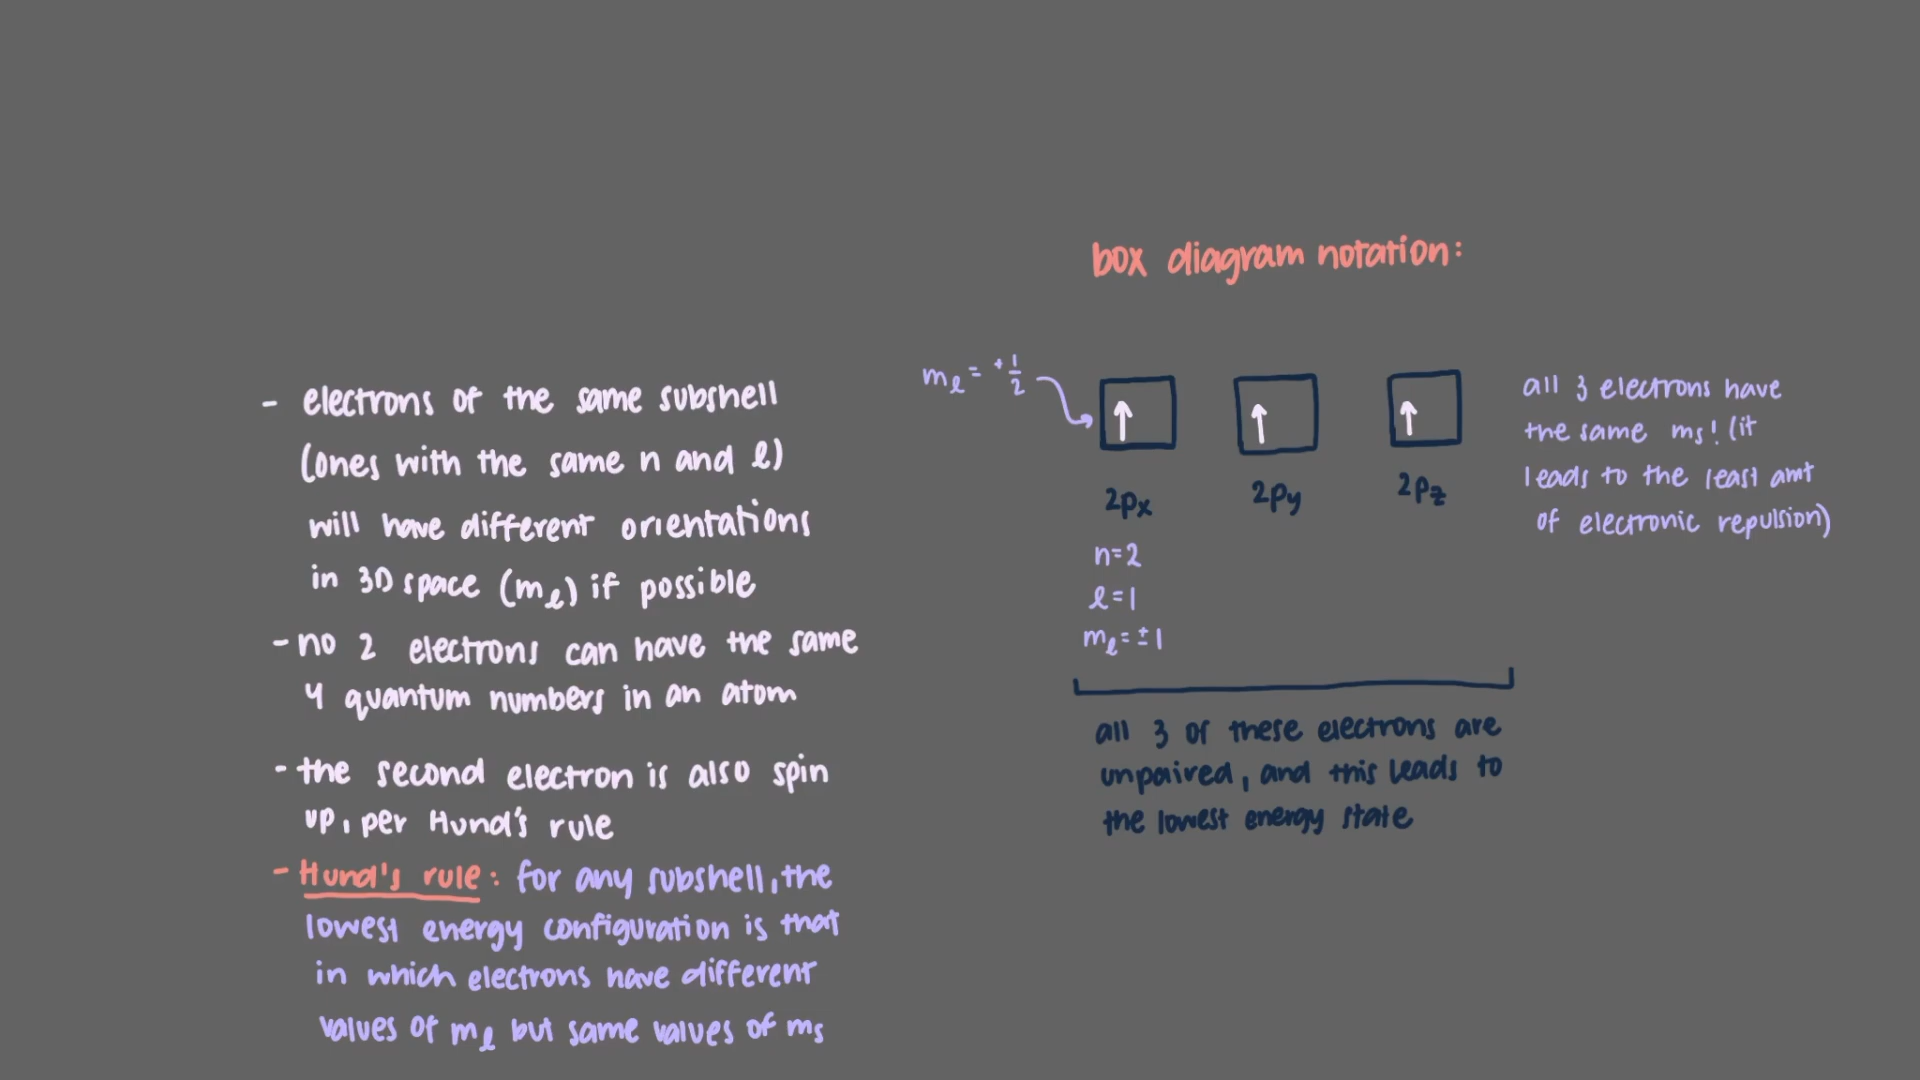 - electrons of the same subshell
(ones with the same n and l)
will have different orientations
in 3D space (mℓ) if possible
- no 2 electrons can have the same
4 quantum numbers in an atom
- the second electron is also spin
up, per Hund's rule
- Hund's rule: for any subshell, the
lowest energy configuration is that
in which electrons have different
values of mℓ but same values of ms
box diagram notation:
mℓ = +1/2
↑ ↑ ↑
2px 2py 2pz
n=2
ℓ=1
mℓ=±1
all 3 electrons have
the same ms! (it
leads to the least amt
of electronic repulsion)
all 3 of these electrons are
unpaired, and this leads to
the lowest energy state